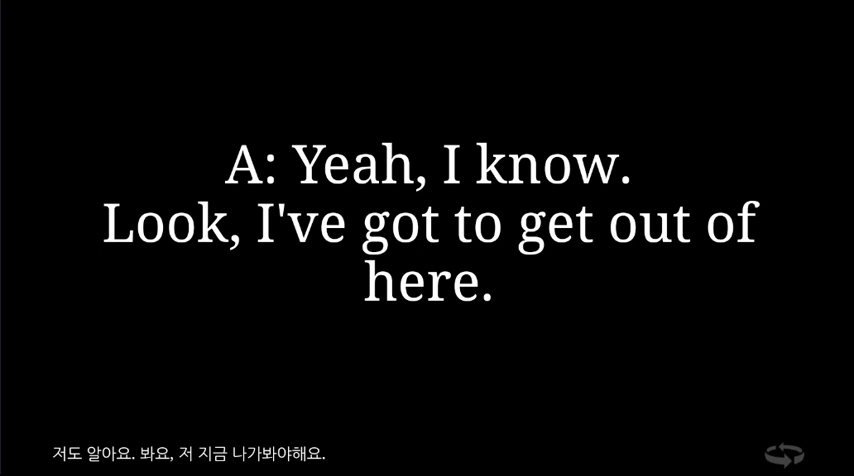 A: Yeah, I know.
Look, I've got to get out of
here.
저도 알아요. 봐요, 저 지금 나가봐야해요.